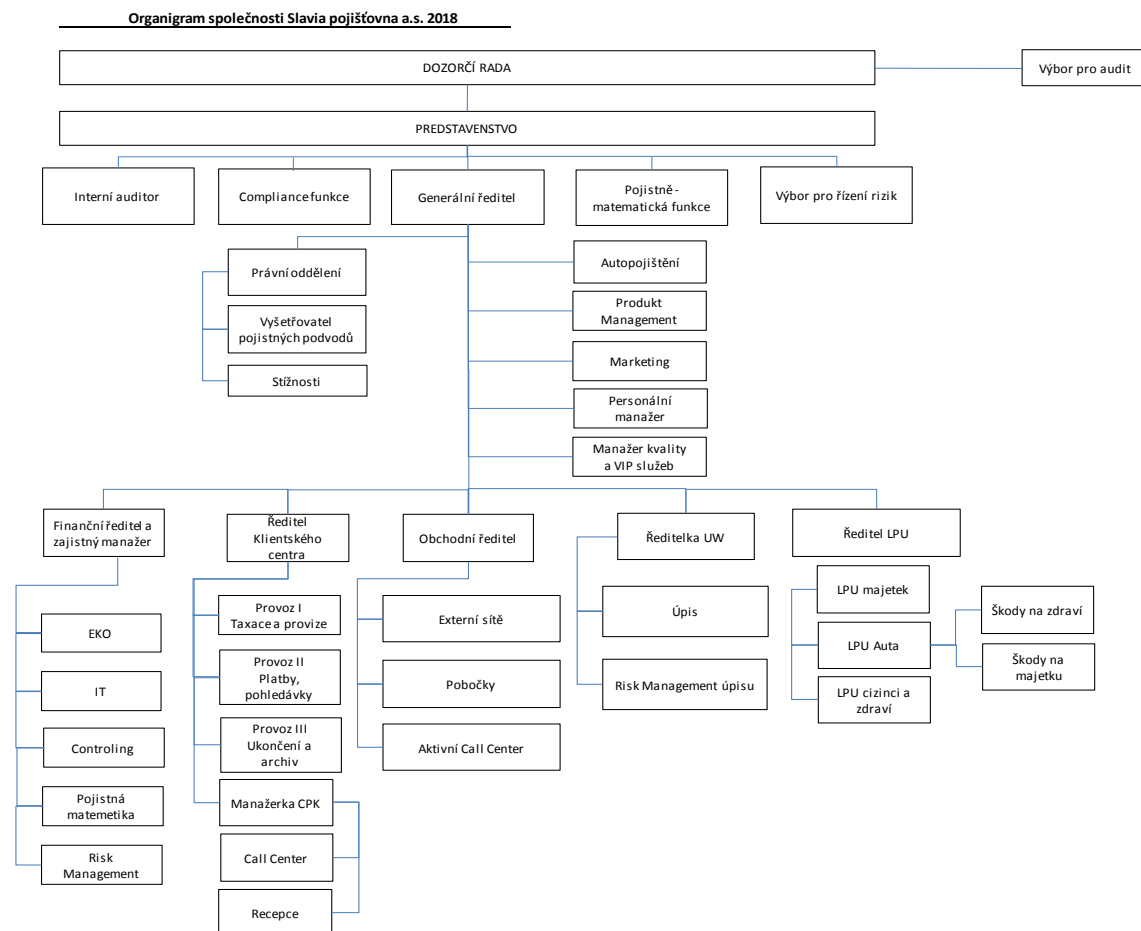 Organigram společnosti Slavia pojišťovna a.s. 2018
DOZORČÍ RADA
Výbor pro audit
PREDSTAVENSTVO
Interní auditor
Compliance funkce
Generální ředitel
Pojistně-
matematická funkce
Výbor pro řízení rizik
Právní oddělení
Vyšetřovatel
pojistných podvodů
Stížnosti
Autopojištění
Produkt
Management
Marketing
Personální
manažer
Manažer kvality
a VIP služeb
Finanční ředitel a
zajistný manažer
Ředitel
Klientského
centra
Obchodní ředitel
Ředitelka UW
Ředitel LPU
EKO
IT
Controling
Pojistná
matemetika
Risk
Management
Provoz I
Taxace a provize
Provoz II
Platby,
pohledávky
Provoz III
Ukončení a
archiv
Manažerka CPK
Call Center
Recepce
Externí sítě
Pobočky
Aktivní Call Center
Úpis
Risk Management úpisu
LPU majetek
LPU Auta
LPU cizinci a
zdraví
Škody na zdraví
Škody na
majetku